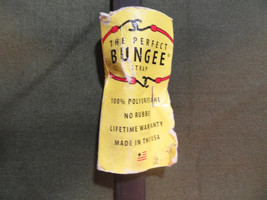 THE PERFECT
BUNGEE®
STRAP
100% POLYURETHANE
NO RUBBER
LIFETIME WARRANTY
MADE IN THE USA